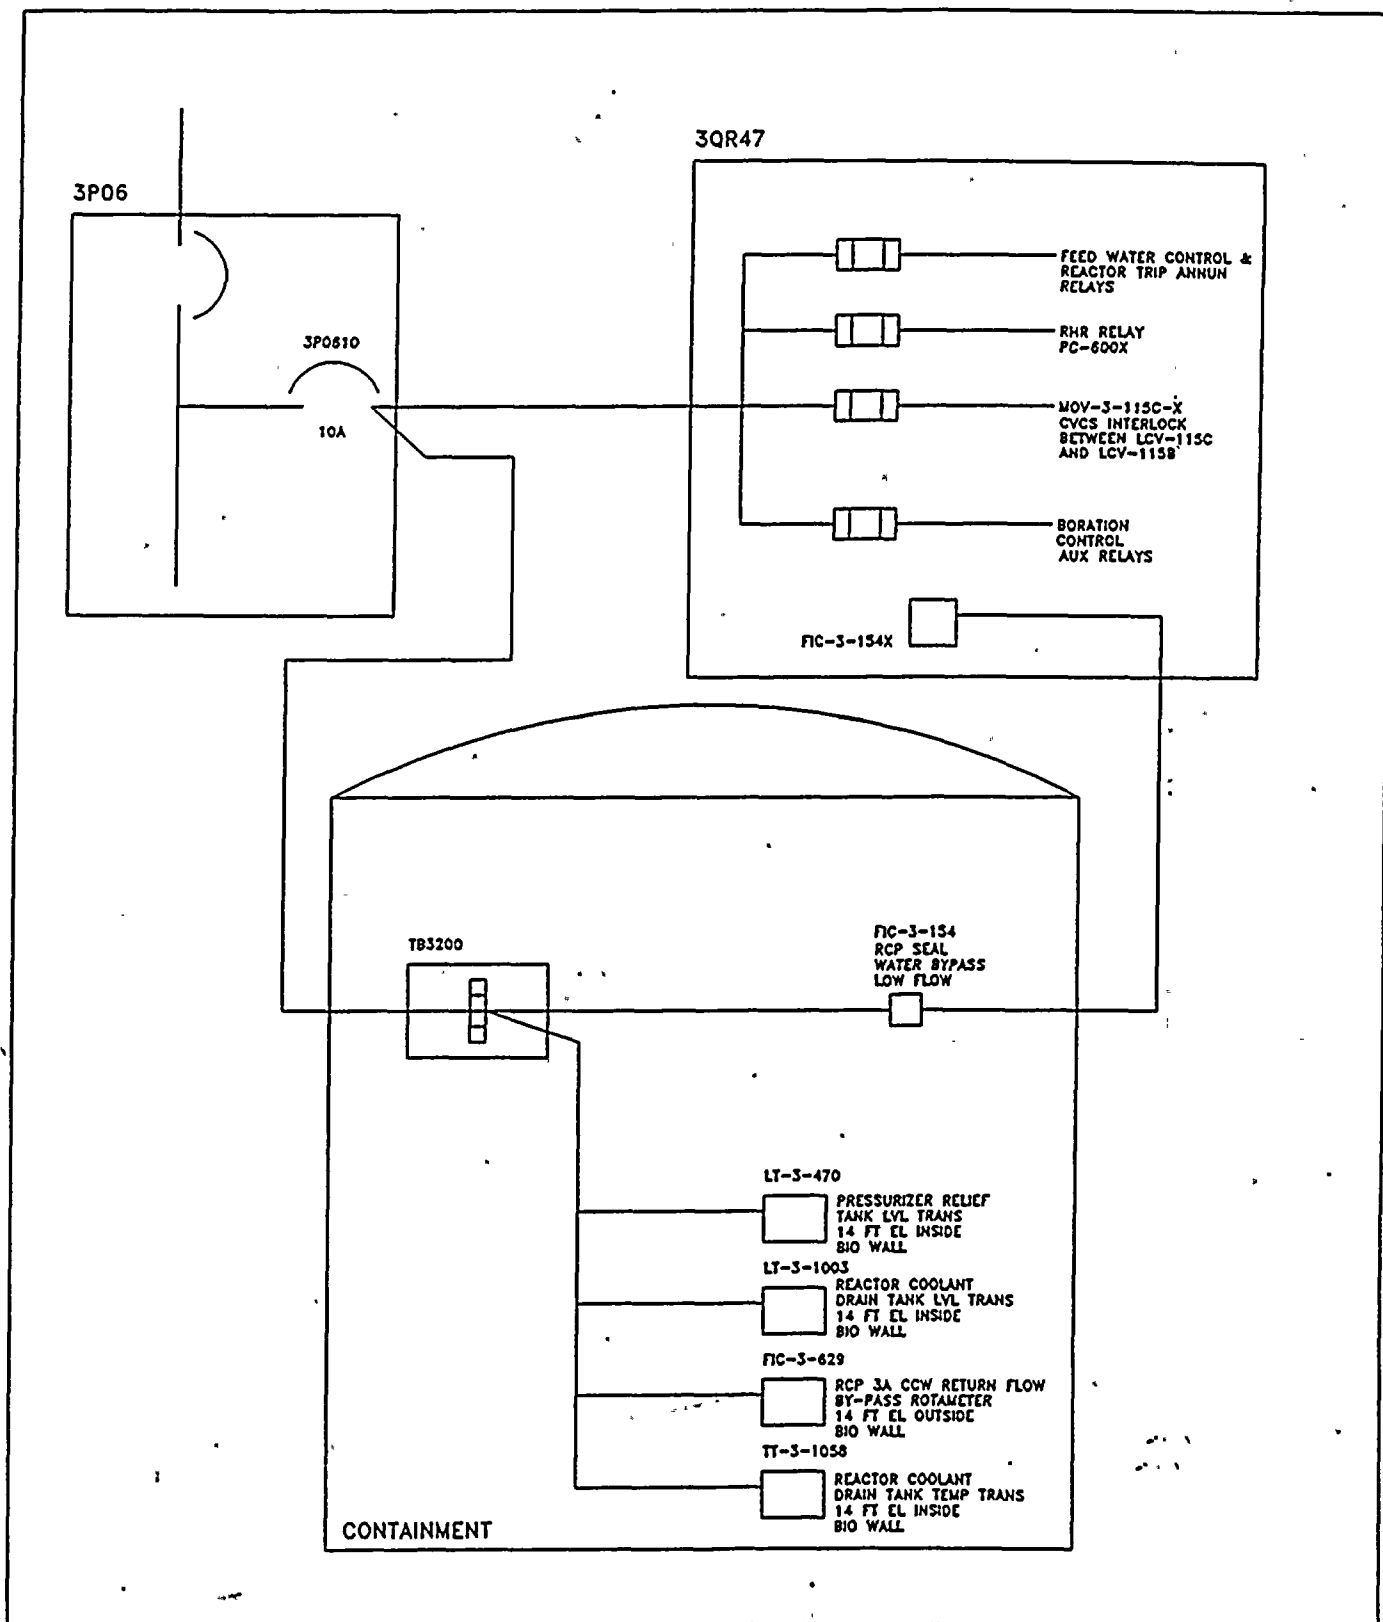 3QR47
3P06
FEED WATER CONTROL &
REACTOR TRIP ANNUN
RELAYS
3P0610
10A
RHR RELAY
PC-600X
MOV-3-115C-X
CVCS INTERLOCK
BETWEEN LCV-115C
AND LCV-115B
BORATION
CONTROL
AUX RELAYS
FIC-3-154X
TB3200
FIC-3-154
RCP SEAL
WATER BYPASS
LOW FLOW
LT-3-470
PRESSURIZER RELIEF
TANK LVL TRANS
14 FT EL INSIDE
BIO WALL
LT-3-1003
REACTOR COOLANT
DRAIN TANK LVL TRANS
14 FT EL INSIDE
BIO WALL
FIC-3-629
RCP 3A CCW RETURN FLOW
BY-PASS ROTAMETER
14 FT EL OUTSIDE
BIO WALL
TT-3-1058
REACTOR COOLANT
DRAIN TANK TEMP TRANS
14 FT EL INSIDE
BIO WALL
CONTAINMENT